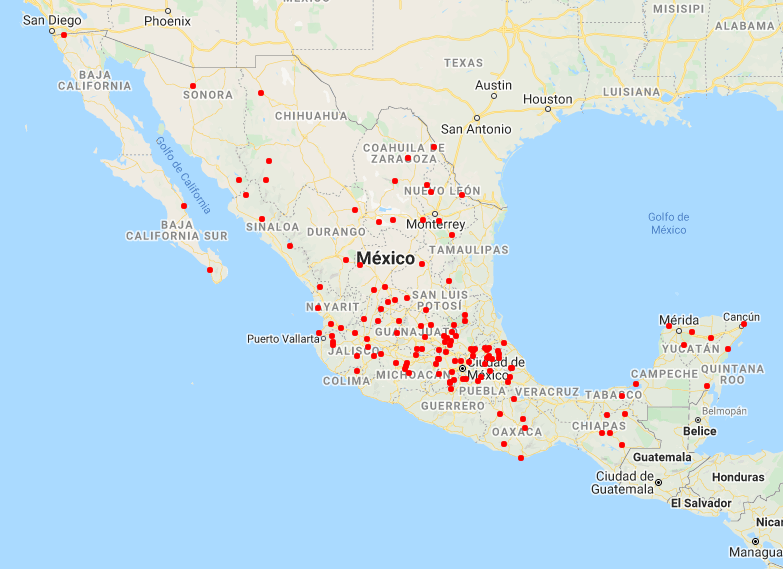 MÉXICO
MISISIPI
San Diego
Phoenix
ALABAMA
BAJA
CALIFORNIA
SONORA
TEXAS
Austin
LUISIANA
Houston
CHIHUAHUA
San Antonio
Golfo de California
COAHUILA DE
ZARAGOZA
NUEVO LEÓN
BAJA
CALIFORNIA SUR
SINALOA
DURANGO
Monterrey
Golfo de
México
TAMAULIPAS
México
NAYARIT
SAN LUIS
POTOSÍ
Mérida
Cancún
Puerto Vallarta
GUANAJUATO
YUCATÁN
JALISCO
Ciudad de
México
COLIMA
MICHOACÁN
CAMPECHE
QUINTANA
ROO
PUEBLA
VERACRUZ
TABASCO
GUERRERO
Belmopán
OAXACA
CHIAPAS
Belice
Guatemala
Ciudad de
Guatemala
Honduras
El Salvador
Nicar
Managua